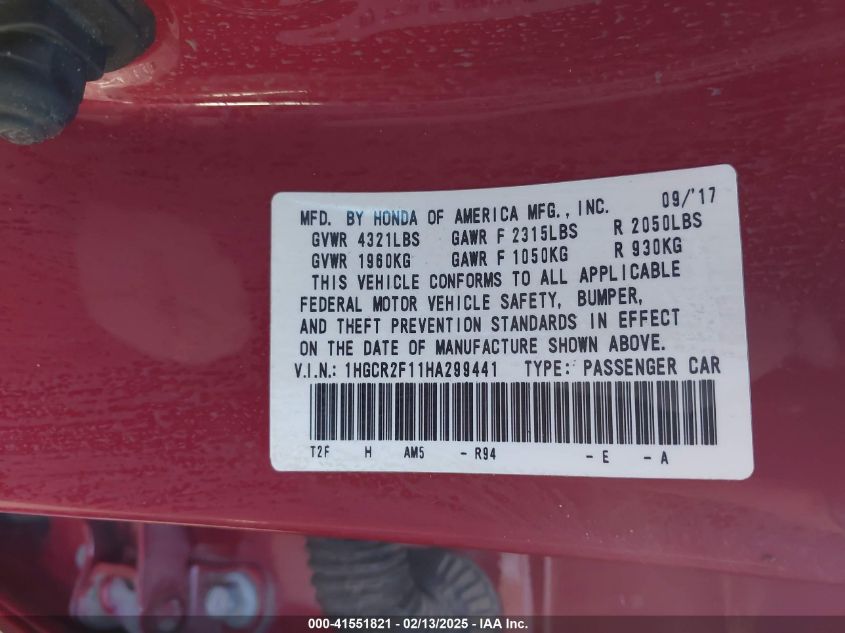 09/'17
MFD. BY HONDA OF AMERICA MFG., INC.
GVWR 4321LBS GAWR F 2315LBS R 2050LBS
GVWR 1960KG GAWR F 1050KG R 930KG
THIS VEHICLE CONFORMS TO ALL APPLICABLE
FEDERAL MOTOR VEHICLE SAFETY, BUMPER,
AND THEFT PREVENTION STANDARDS IN EFFECT
ON THE DATE OF MANUFACTURE SHOWN ABOVE.
V.I.N.: 1HGCR2F11HA299441 TYPE: PASSENGER CAR
T2F H AM5 - R94 - E - A
000-41551821 - 02/13/2025 - IAA Inc.